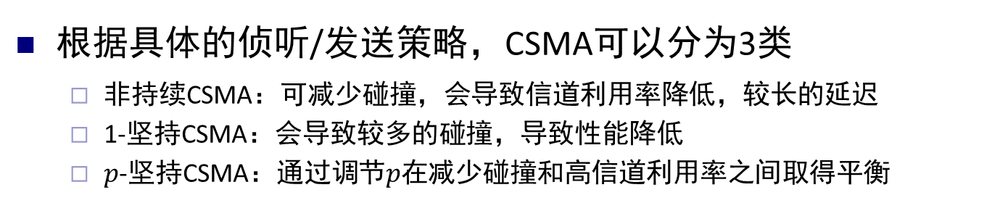 根据具体的侦听/发送策略，CSMA可以分为3类
非持续CSMA：可减少碰撞，会导致信道利用率降低，较长的延迟
1-坚持CSMA：会导致较多的碰撞，导致性能降低
p-坚持CSMA：通过调节p在减少碰撞和高信道利用率之间取得平衡